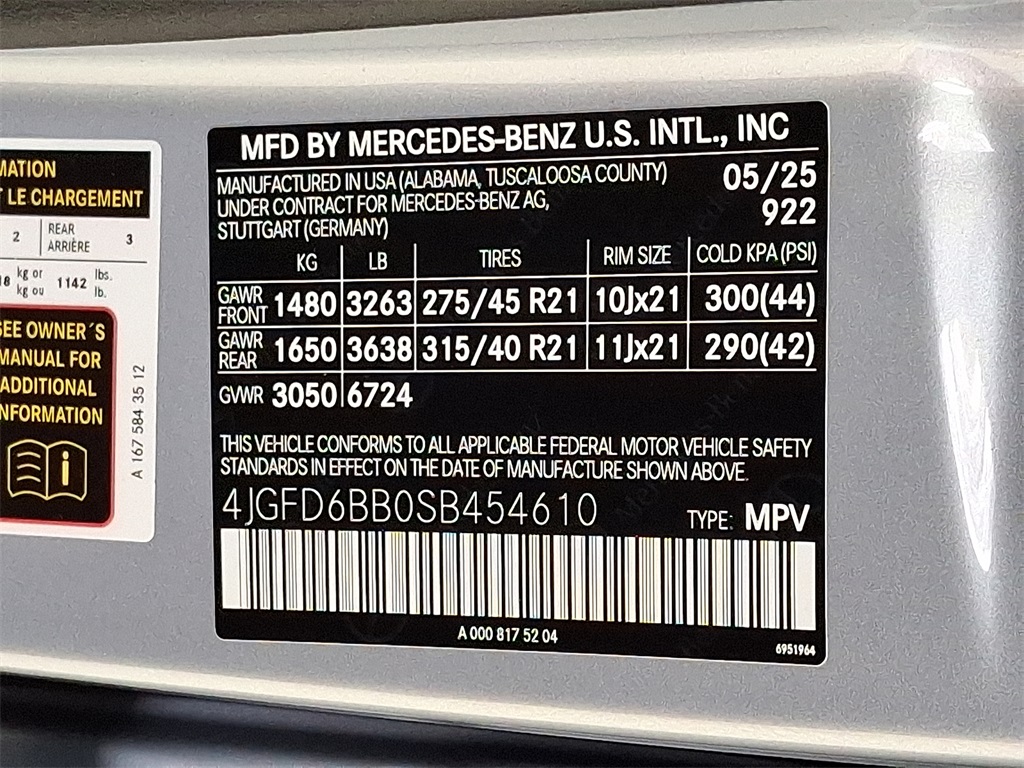 MATION
T LE CHARGEMENT
2 REAR ARRIÈRE 3
8 kg or kg ou 1142 lbs. lb.
SEE OWNER´S
MANUAL FOR
ADDITIONAL
INFORMATION
A 167 584 35 12
MFD BY MERCEDES-BENZ U.S. INTL., INC
MANUFACTURED IN USA (ALABAMA, TUSCALOOSA COUNTY) 05/25
UNDER CONTRACT FOR MERCEDES-BENZ AG, 922
STUTTGART (GERMANY)
KG LB TIRES RIM SIZE COLD KPA(PSI)
GAWR FRONT 1480 3263 275/45 R21 10Jx21 300(44)
GAWR REAR 1650 3638 315/40 R21 11Jx21 290(42)
GVWR 3050 6724
THIS VEHICLE CONFORMS TO ALL APPLICABLE FEDERAL MOTOR VEHICLE SAFETY
STANDARDS IN EFFECT ON THE DATE OF MANUFACTURE SHOWN ABOVE.
4JGFD6BB0SB454610 TYPE: MPV
A 000 817 52 04
6951964